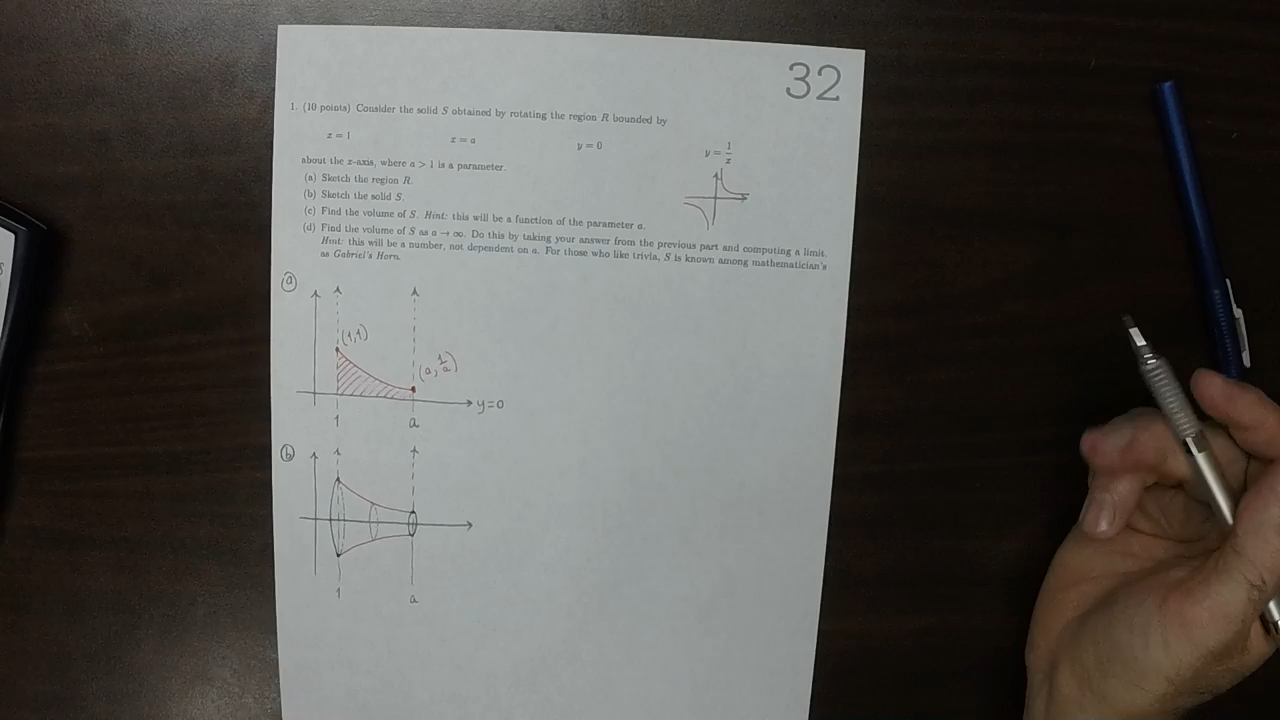 32
1. (10 points) Consider the solid S obtained by rotating the region R bounded by
x = 1 x = a y = 0 y = 1/x
about the x-axis, where a > 1 is a parameter.
(a) Sketch the region R.
(b) Sketch the solid S.
(c) Find the volume of S. Hint: this will be a function of the parameter a.
(d) Find the volume of S as a → ∞. Do this by taking your answer from the previous part and computing a limit.
Hint: this will be a number, not dependent on a. For those who like trivia, S is known among mathematician's
as Gabriel's Horn.
a
(1,1)
(a, 1/a)
y=0
1 a
b
1 a